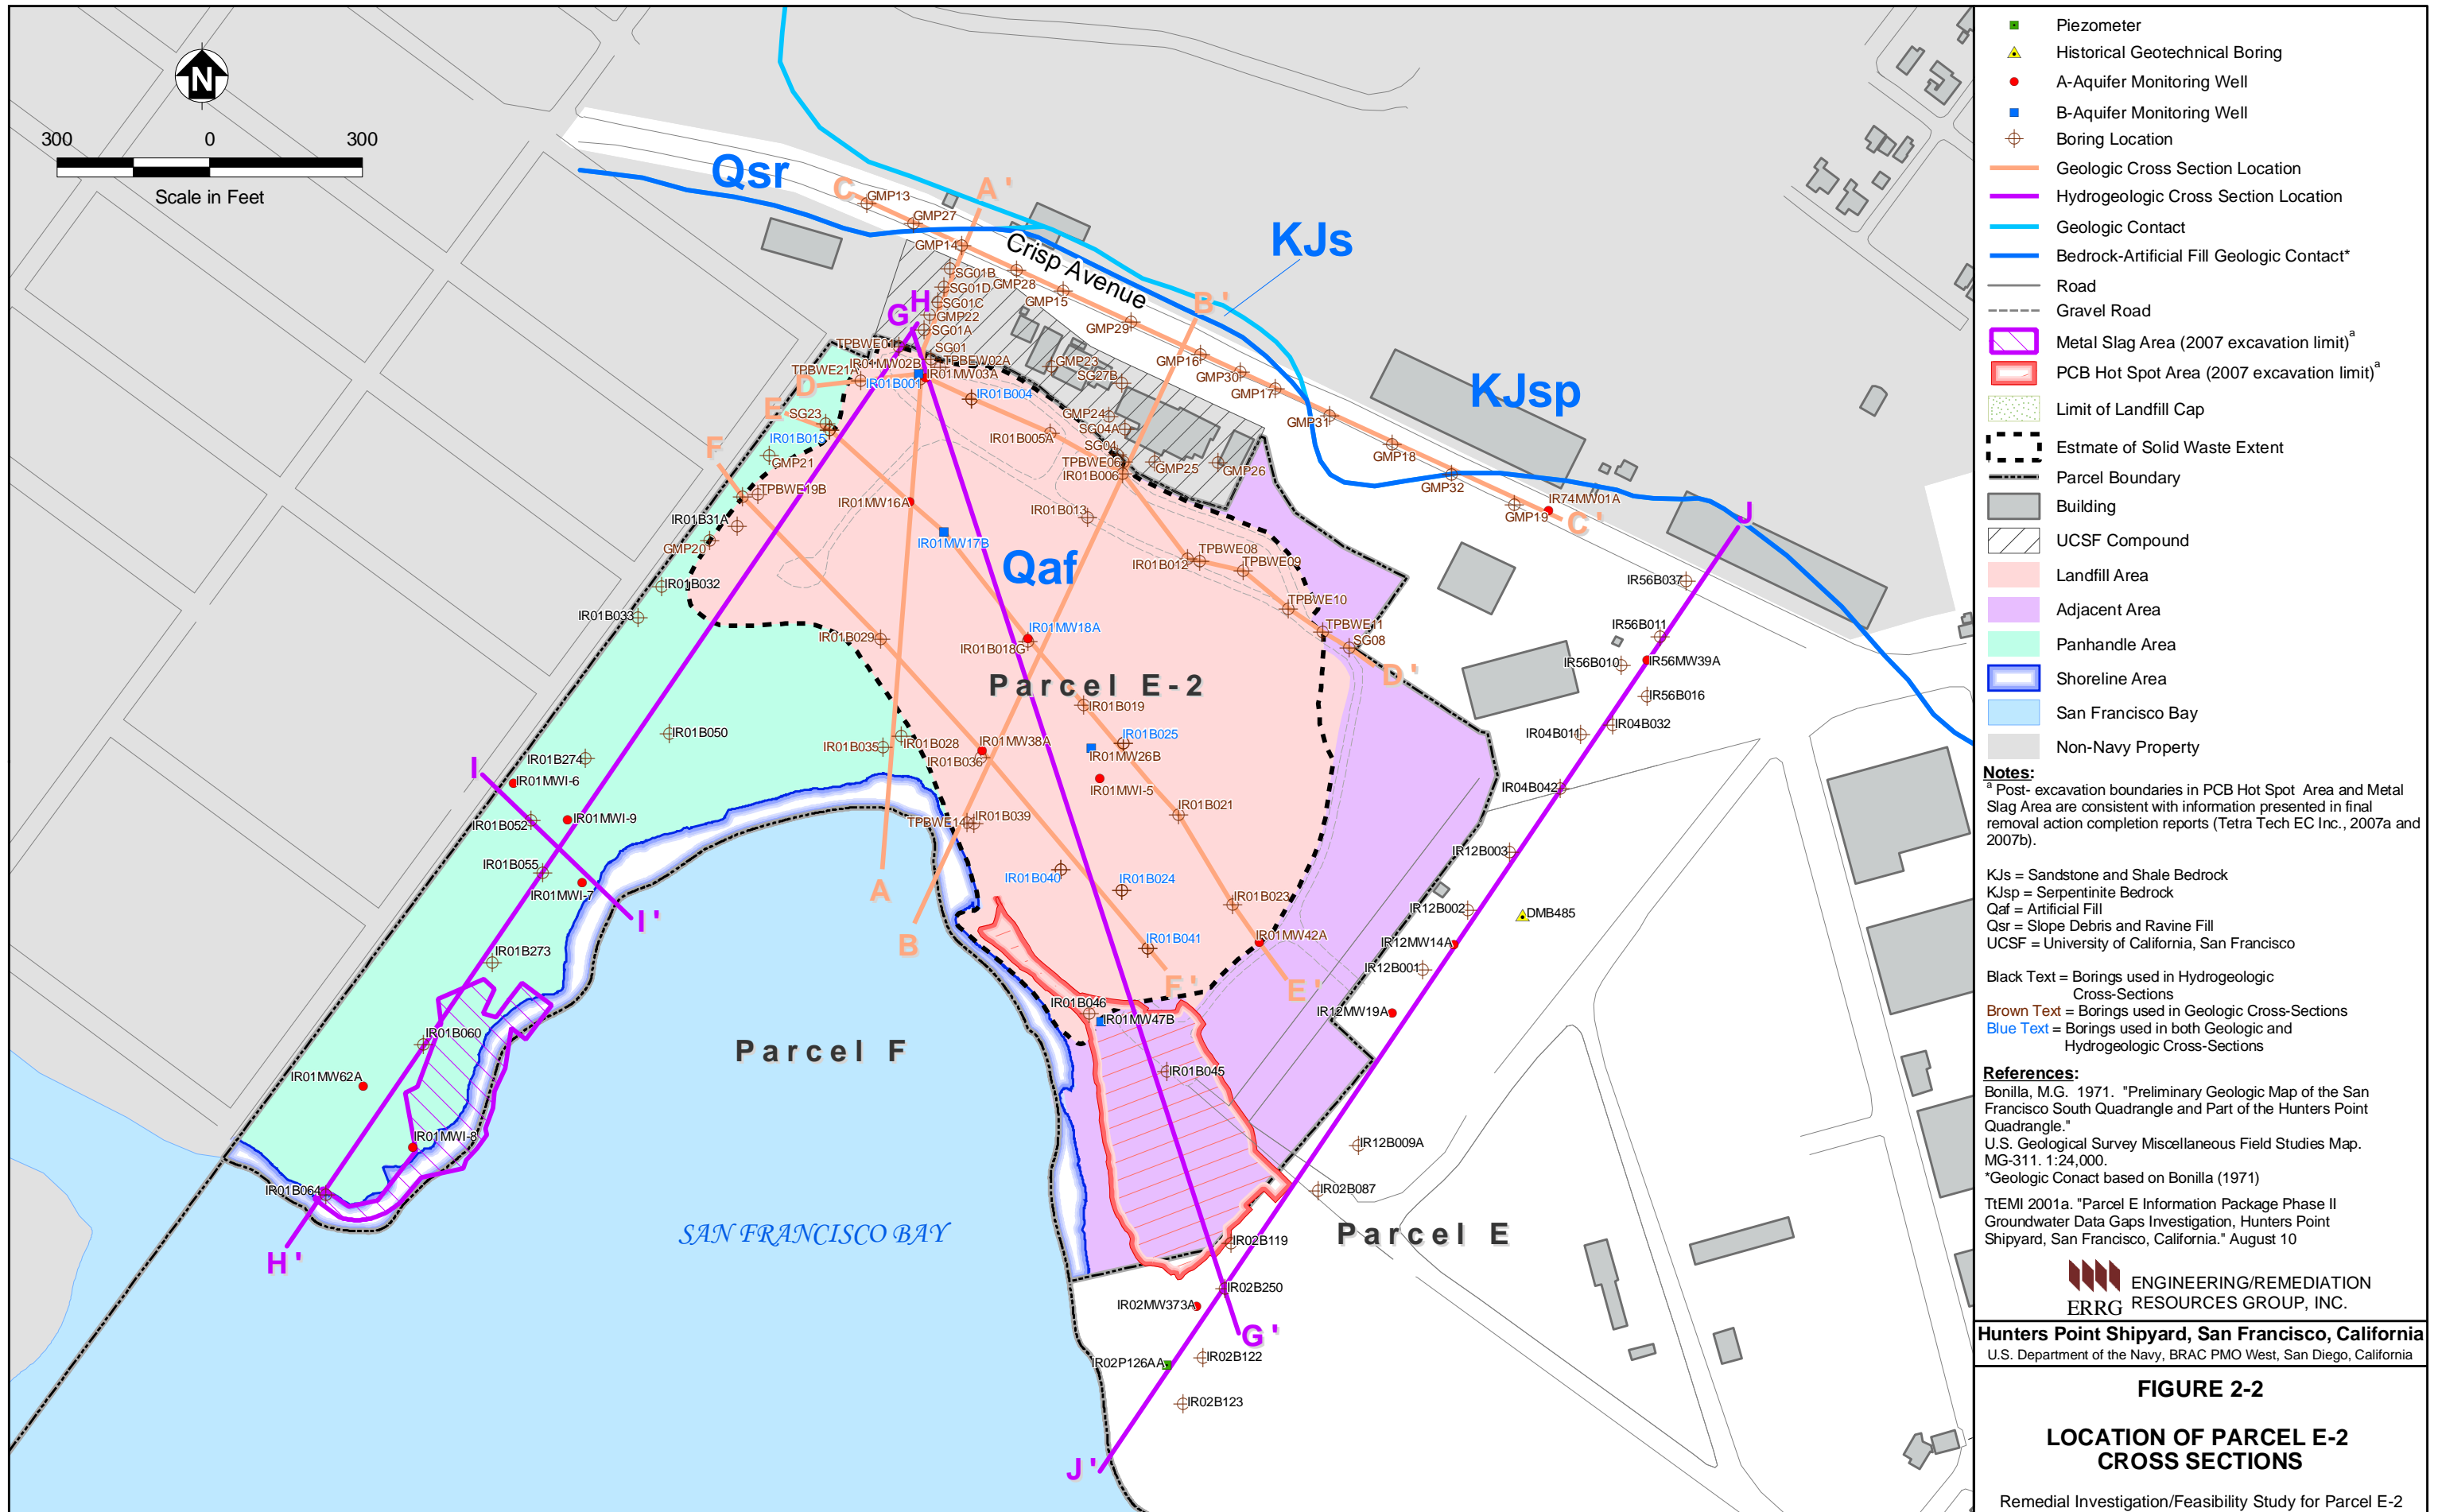 N
300 0 300
Scale in Feet
Qsr
KJs
KJsp
Qaf
Crisp Avenue
Parcel E-2
Parcel F
Parcel E
SAN FRANCISCO BAY
C
A'
B'
C'
D
D'
E
E'
F
F'
A
B
G
H
G'
H'
I
I'
J
J'
GMP13
GMP27
GMP14
SG01B
GMP28
SG01D
GMP15
SG01C
GMP22
SG01A
GMP29
TPBWE01
SG01
IR01MW02B
TPBEW02A
IR01MW03A
TPBWE21A
IR01B001
IR01B004
GMP23
SG27B
GMP16
GMP30
GMP17
GMP31
GMP18
GMP32
GMP19
IR74MW01A
SG23
IR01B015
GMP21
IR01B005A
GMP24
SG04A
SG04
TPBWE06
IR01B006
GMP25
GMP26
TPBWE19B
IR01B31A
GMP20
IR01MW16A
IR01MW17B
IR01B013
IR01B032
IR01B033
IR01B012
TPBWE08
TPBWE09
TPBWE10
TPBWE11
SG08
IR01B029
IR01MW18A
IR01B018G
IR01B019
IR01B025
IR01MW26B
IR01MWI-5
IR01B021
IR01B050
IR01B274
IR01MWI-6
IR01B052
IR01MWI-9
IR01B055
IR01MWI-7
IR01B273
IR01B035
IR01B028
IR01MW38A
IR01B036
TPBWE14
IR01B039
IR01B040
IR01B024
IR01B023
IR01B041
IR01MW42A
IR01B046
IR01MW47B
IR01B045
IR01B060
IR01MW62A
IR01MWI-8
IR01B064
IR56B037
IR56B011
IR56B010
IR56MW39A
IR56B016
IR04B011
IR04B032
IR04B042
IR12B003
IR12B002
DMB485
IR12MW14A
IR12B001
IR12MW19A
IR12B009A
IR02B087
IR02B119
IR02B250
IR02MW373A
IR02P126AA
IR02B122
IR02B123
Piezometer
Historical Geotechnical Boring
A-Aquifer Monitoring Well
B-Aquifer Monitoring Well
Boring Location
Geologic Cross Section Location
Hydrogeologic Cross Section Location
Geologic Contact
Bedrock-Artificial Fill Geologic Contact*
Road
Gravel Road
Metal Slag Area (2007 excavation limit)a
PCB Hot Spot Area (2007 excavation limit)a
Limit of Landfill Cap
Estmate of Solid Waste Extent
Parcel Boundary
Building
UCSF Compound
Landfill Area
Adjacent Area
Panhandle Area
Shoreline Area
San Francisco Bay
Non-Navy Property
Notes:
a Post- excavation boundaries in PCB Hot Spot Area and Metal
Slag Area are consistent with information presented in final
removal action completion reports (Tetra Tech EC Inc., 2007a and
2007b).
KJs = Sandstone and Shale Bedrock
KJsp = Serpentinite Bedrock
Qaf = Artificial Fill
Qsr = Slope Debris and Ravine Fill
UCSF = University of California, San Francisco
Black Text = Borings used in Hydrogeologic
Cross-Sections
Brown Text = Borings used in Geologic Cross-Sections
Blue Text = Borings used in both Geologic and
Hydrogeologic Cross-Sections
References:
Bonilla, M.G. 1971. "Preliminary Geologic Map of the San
Francisco South Quadrangle and Part of the Hunters Point
Quadrangle."
U.S. Geological Survey Miscellaneous Field Studies Map.
MG-311. 1:24,000.
*Geologic Conact based on Bonilla (1971)
TtEMI 2001a. "Parcel E Information Package Phase II
Groundwater Data Gaps Investigation, Hunters Point
Shipyard, San Francisco, California." August 10
ERRG
ENGINEERING/REMEDIATION
RESOURCES GROUP, INC.
Hunters Point Shipyard, San Francisco, California
U.S. Department of the Navy, BRAC PMO West, San Diego, California
FIGURE 2-2
LOCATION OF PARCEL E-2
CROSS SECTIONS
Remedial Investigation/Feasibility Study for Parcel E-2